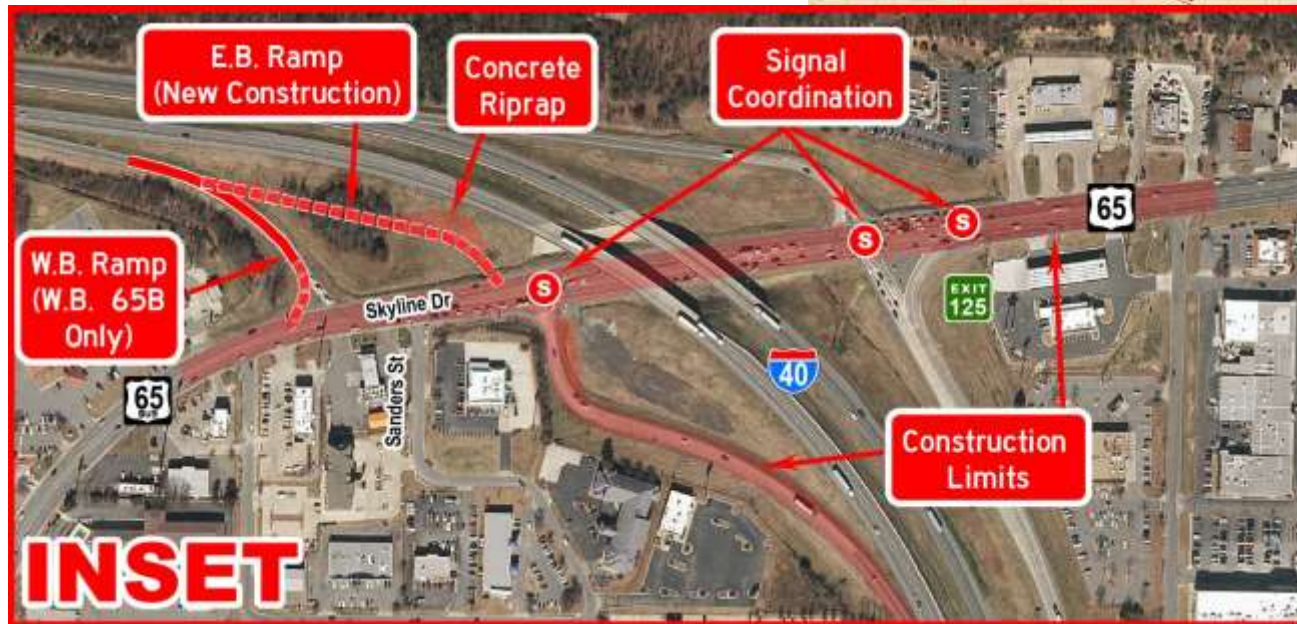 E.B. Ramp
(New Construction)
Concrete
Riprap
Signal
Coordination
W.B. Ramp
(W.B. 65B
Only)
65
S
S
S
Skyline Dr
EXIT
125
65
BUS
Sanders St
40
Construction
Limits
INSET